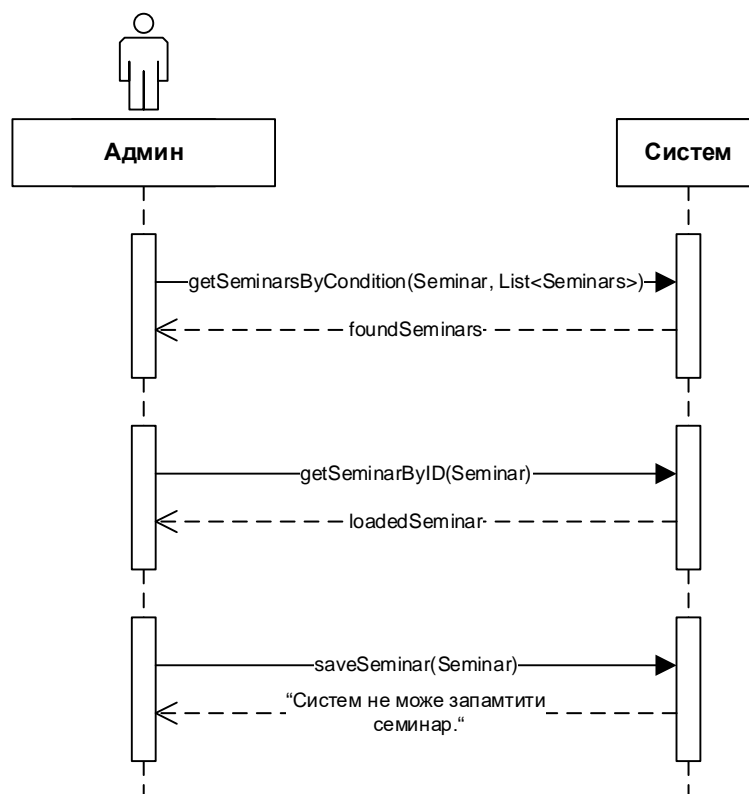 Админ
Систем
getSeminarsByCondition(Seminar, List<Seminars>)
foundSeminars
getSeminarByID(Seminar)
loadedSeminar
saveSeminar(Seminar)
“Систем не може запамтити
семинар.“